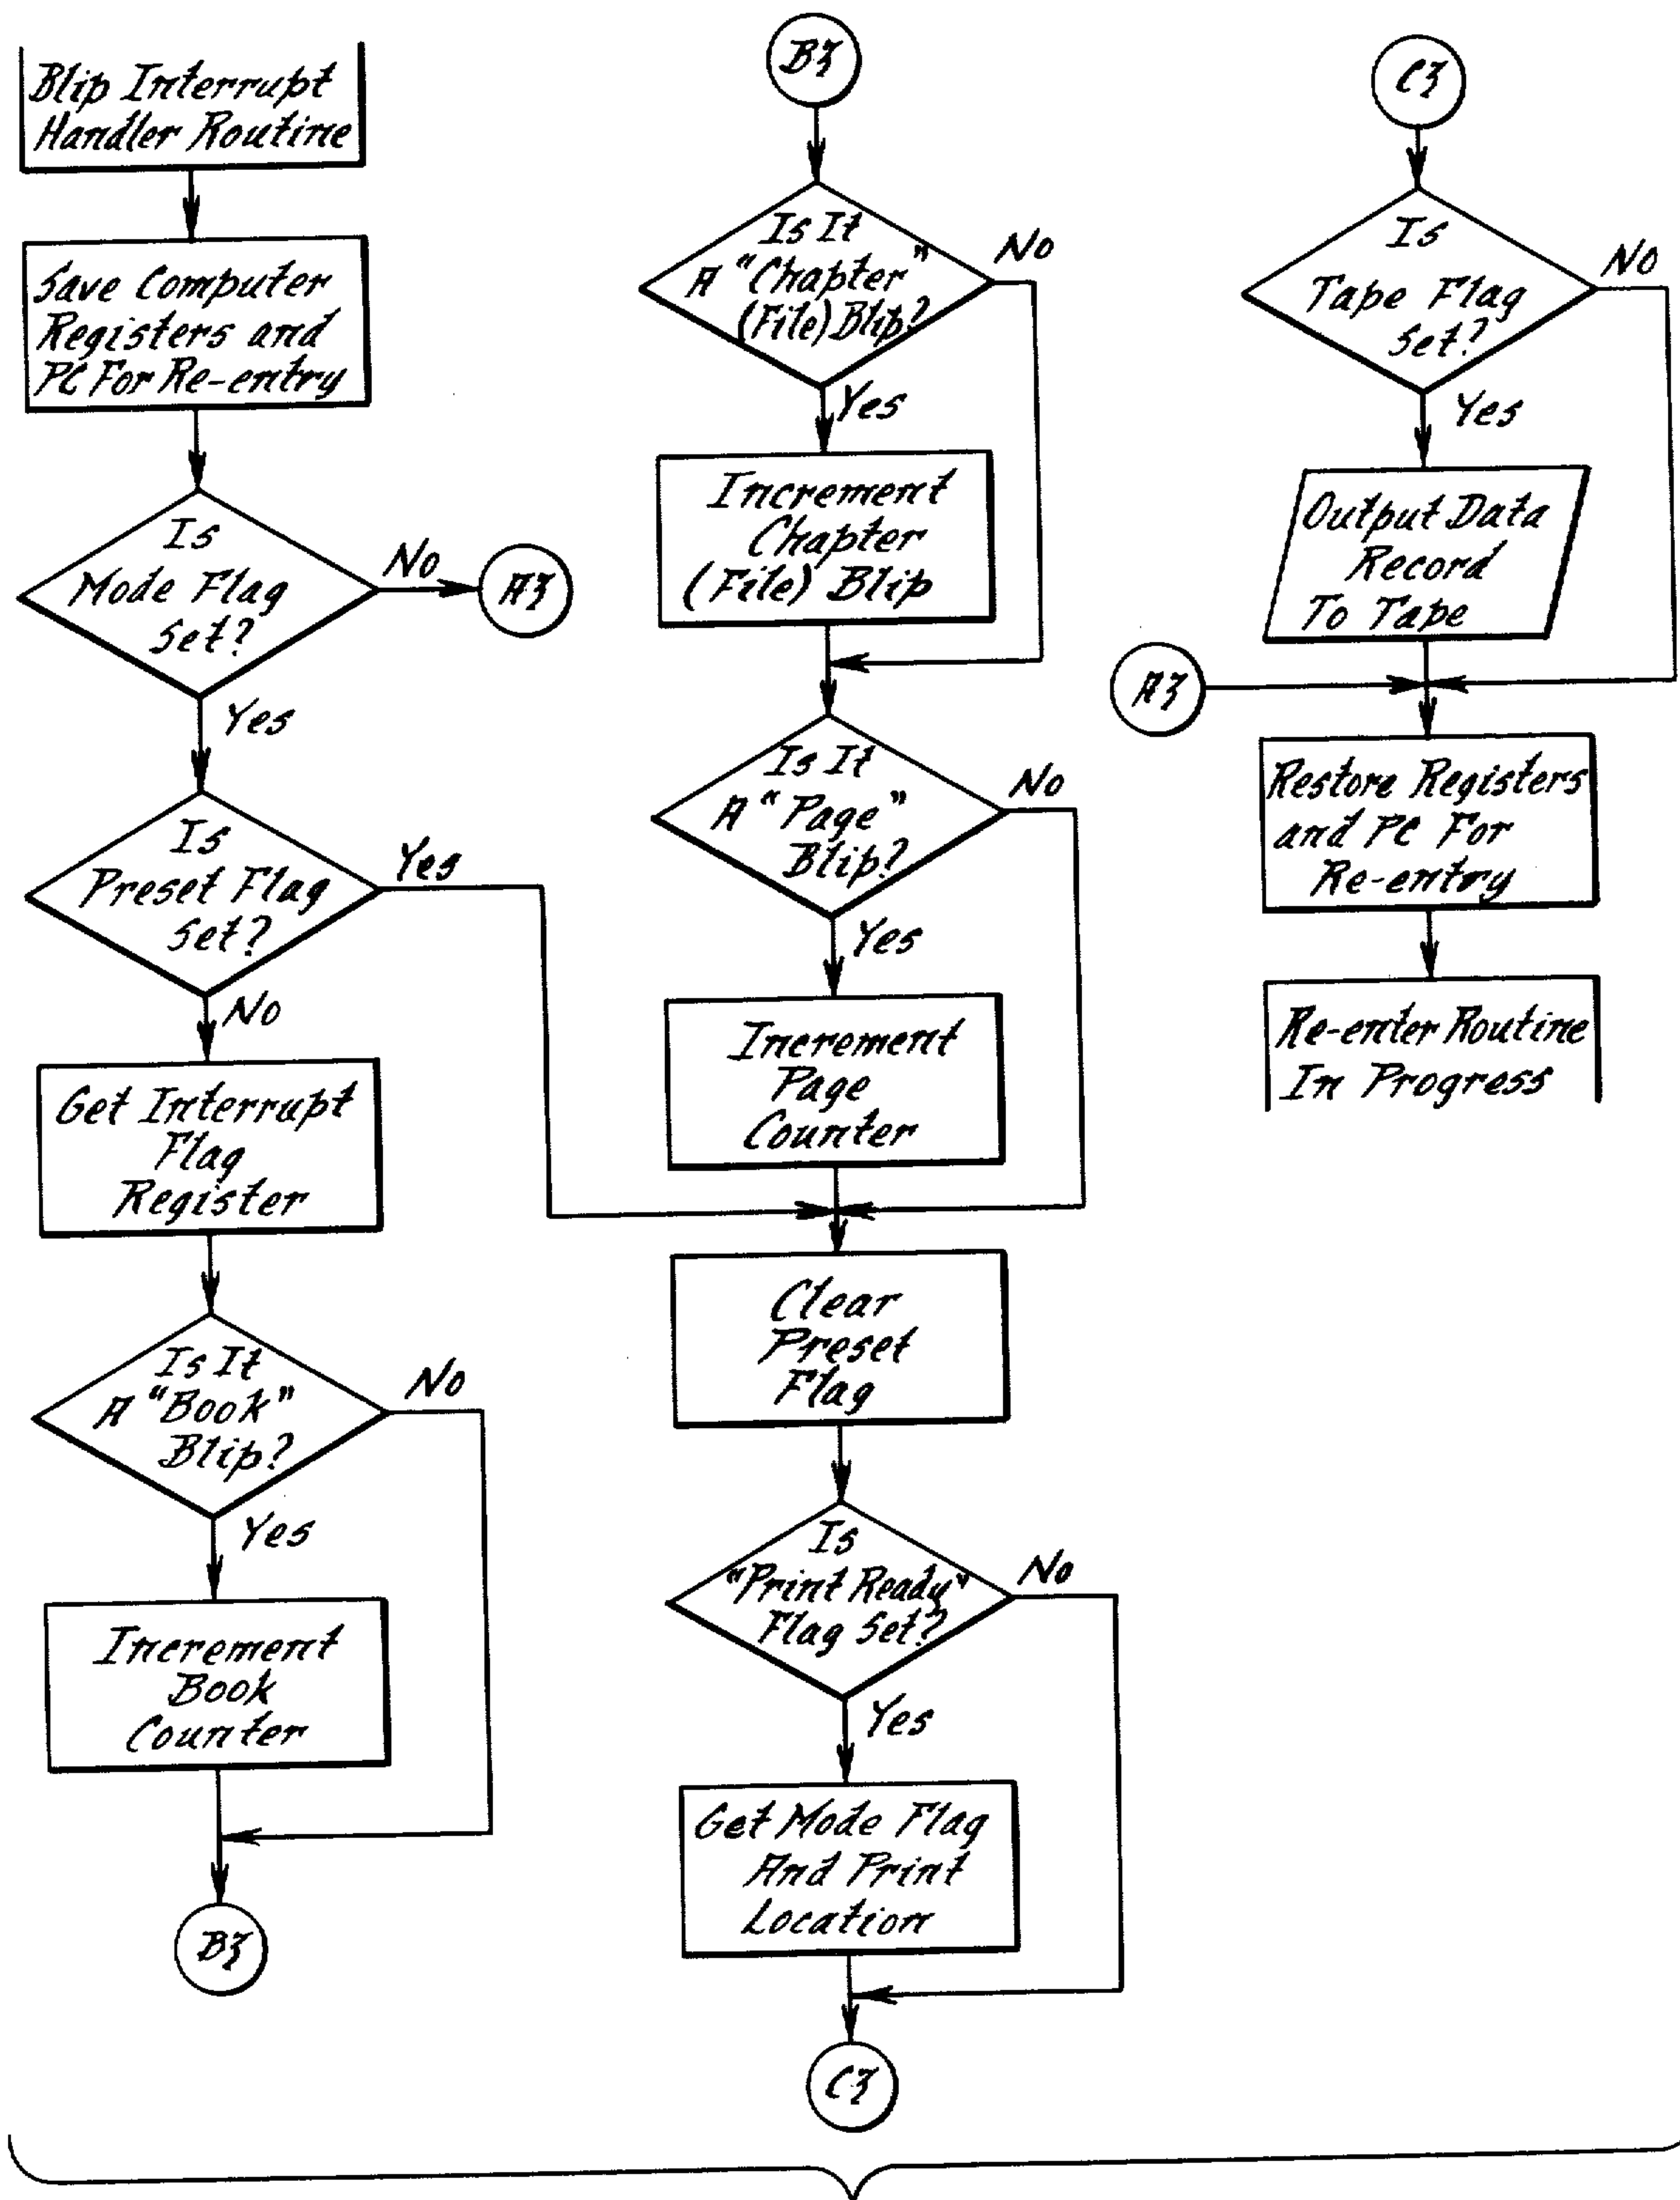 Blip Interrupt
Handler Routine
Save Computer
Registers and
PC For Re-entry
Is
Mode Flag
Set?
No
A3
Yes
Is
Preset Flag
Set?
Yes
No
Get Interrupt
Flag
Register
Is It
A "Book"
Blip?
No
Yes
Increment
Book
Counter
B3
B3
Is It
A "Chapter"
(File) Blip?
No
Yes
Increment
Chapter
(File) Blip
Is It
A "Page"
Blip?
No
Yes
Increment
Page
Counter
Clear
Preset
Flag
Is
"Print Ready"
Flag Set?
No
Yes
Get Mode Flag
And Print
Location
C3
C3
Is
Tape Flag
Set?
No
Yes
Output Data
Record
To Tape
A3
Restore Registers
and PC For
Re-entry
Re-enter Routine
In Progress